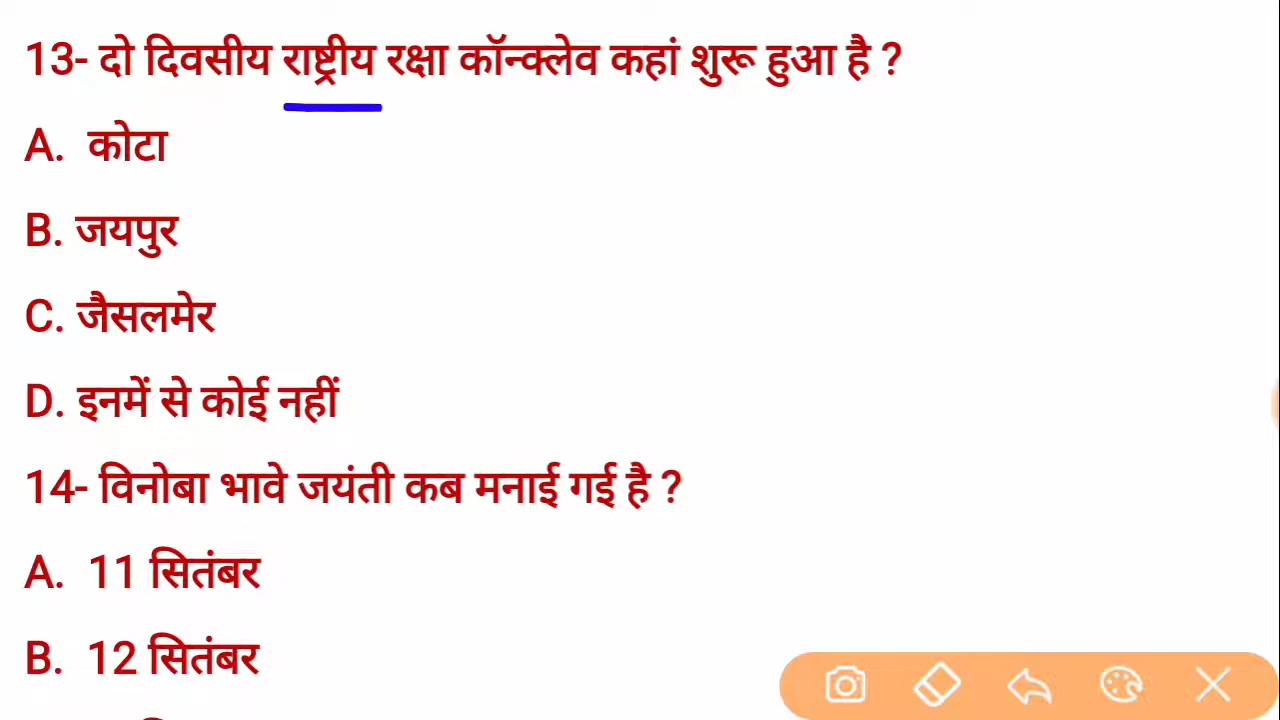 13- दो दिवसीय राष्ट्रीय रक्षा कॉन्क्लेव कहां शुरू हुआ है ?
A. कोटा
B. जयपुर
C. जैसलमेर
D. इनमें से कोई नहीं
14- विनोबा भावे जयंती कब मनाई गई है ?
A. 11 सितंबर
B. 12 सितंबर